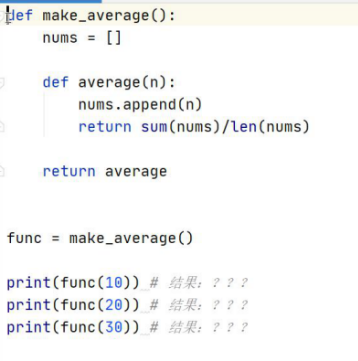 def make_average():
    nums = []
    def average(n):
        nums.append(n)
        return sum(nums)/len(nums)
    return average
func = make_average()
print(func(10)) # 结果：？？？
print(func(20)) # 结果：？？？
print(func(30)) # 结果：？？？